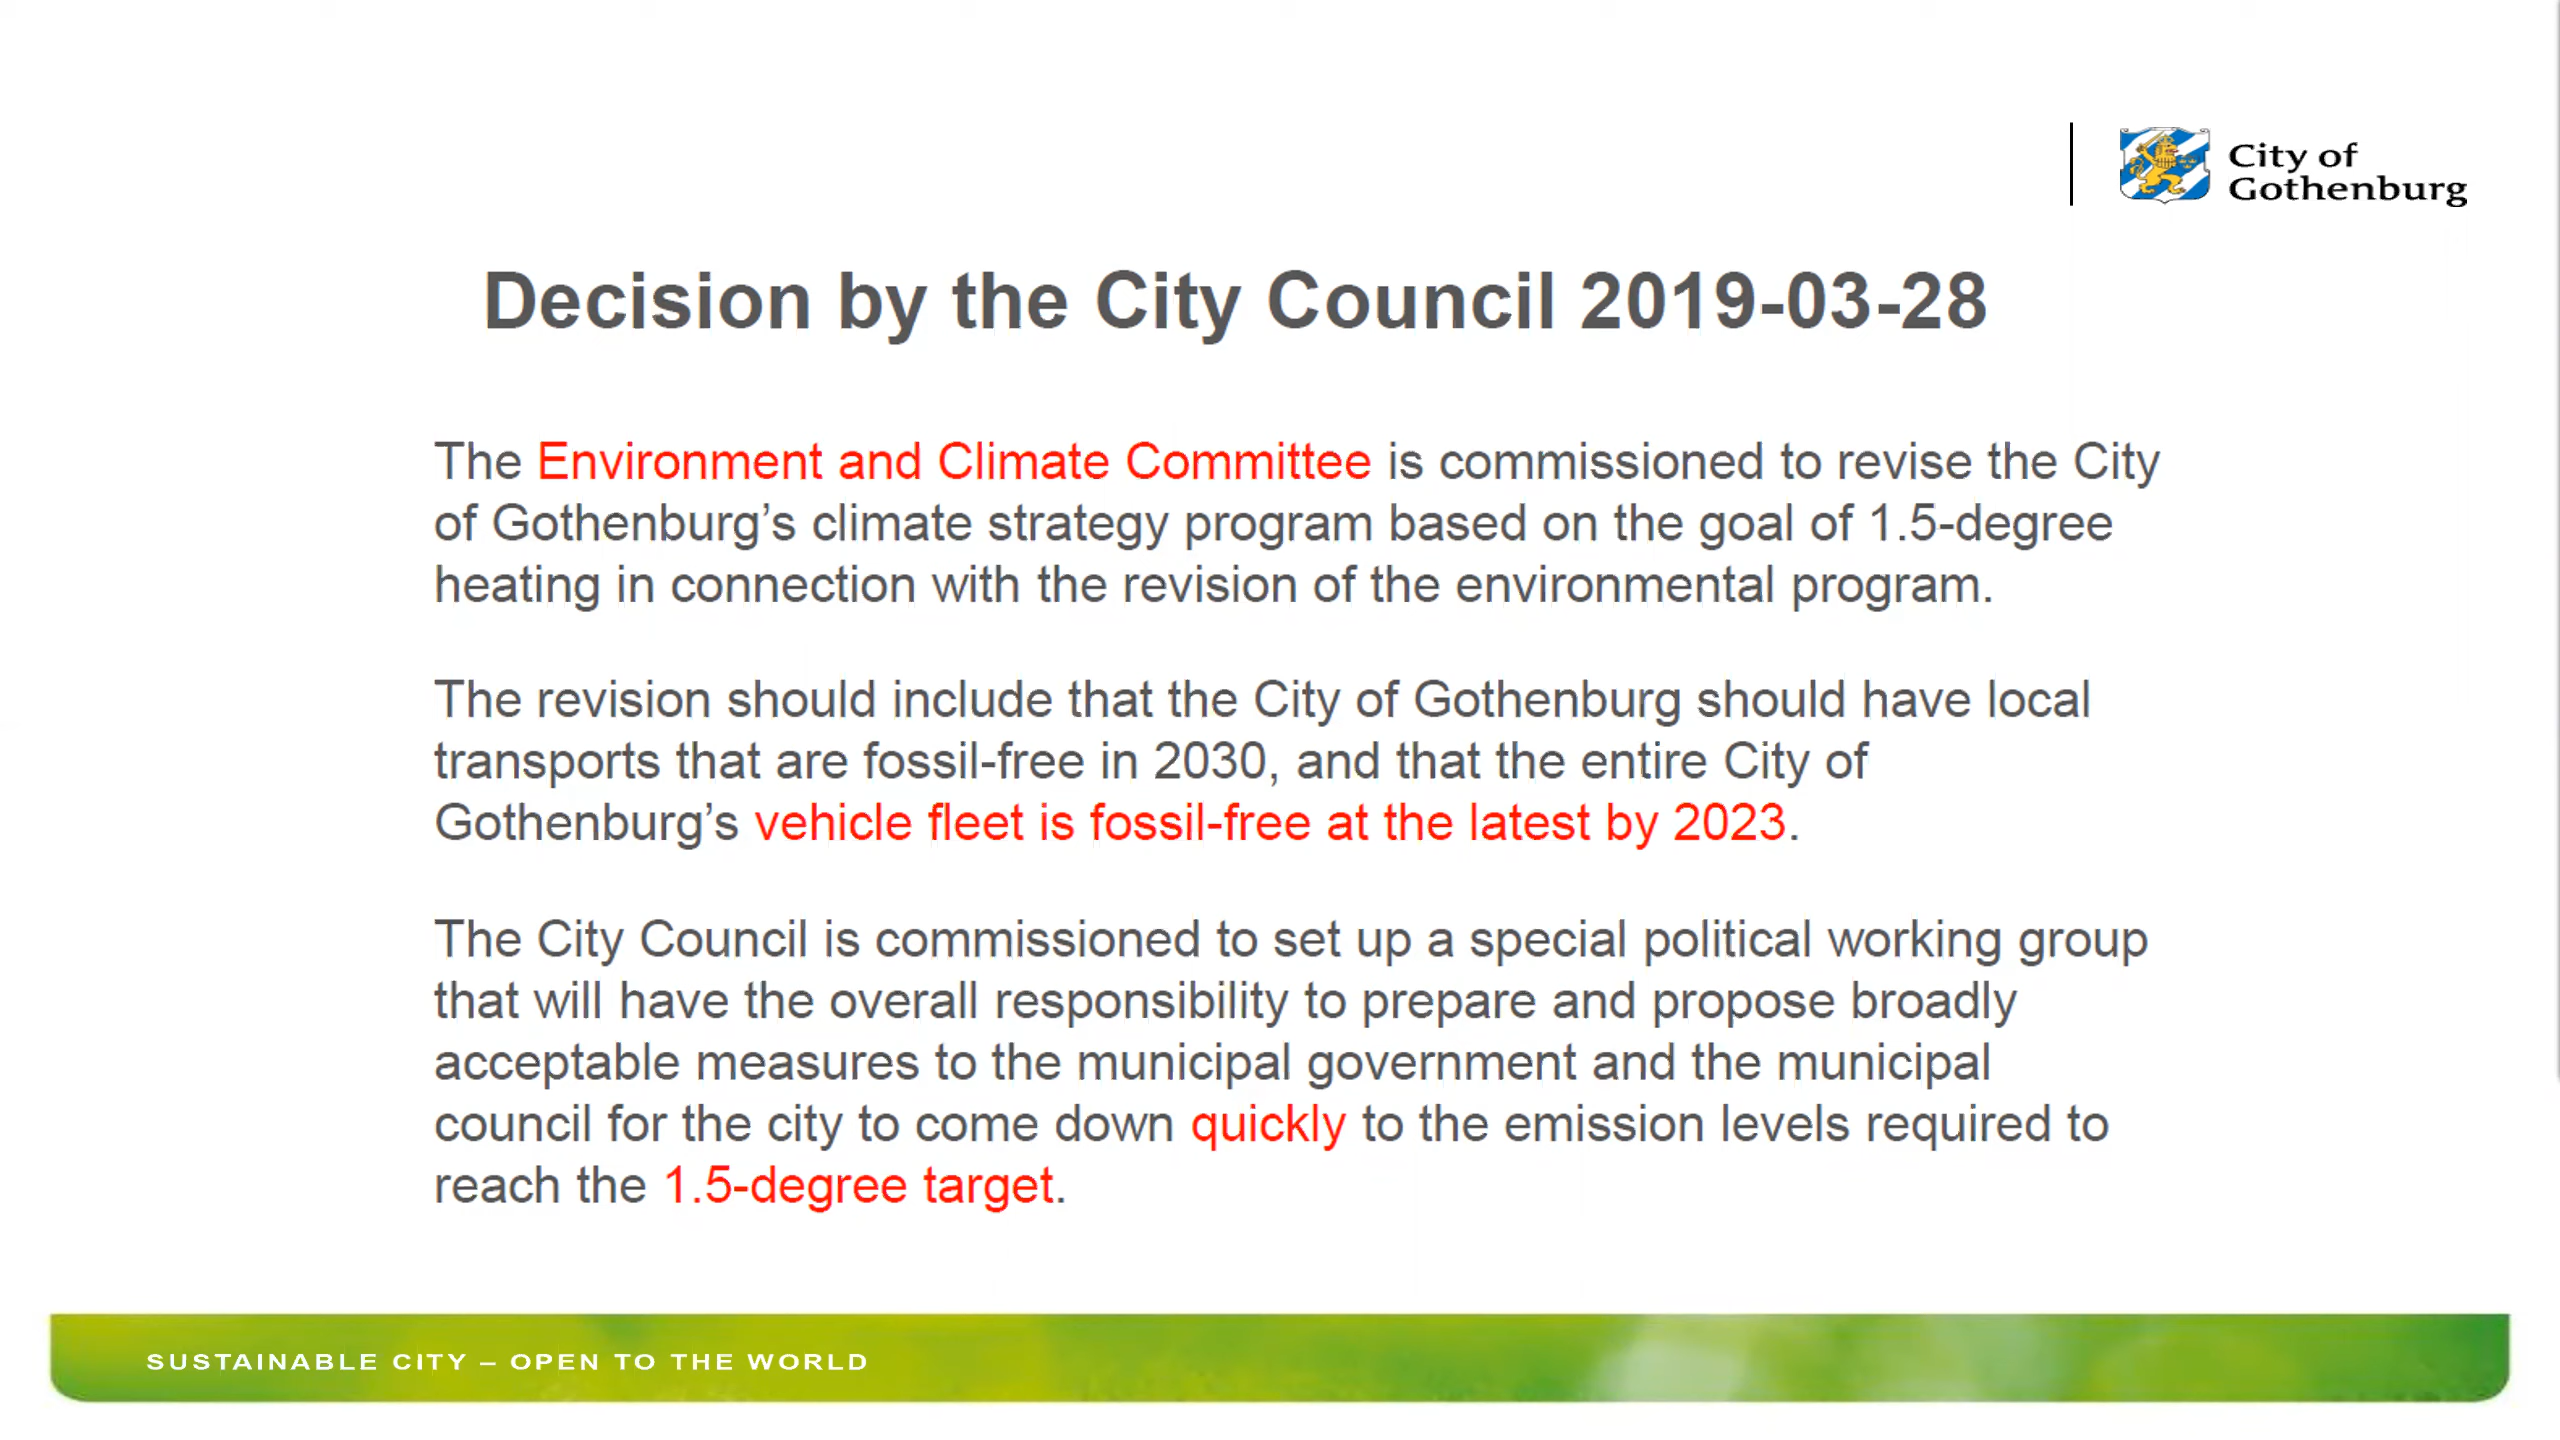 City of
Gothenburg
Decision by the City Council 2019-03-28
The Environment and Climate Committee is commissioned to revise the City
of Gothenburg’s climate strategy program based on the goal of 1.5-degree
heating in connection with the revision of the environmental program.
The revision should include that the City of Gothenburg should have local
transports that are fossil-free in 2030, and that the entire City of
Gothenburg’s vehicle fleet is fossil-free at the latest by 2023.
The City Council is commissioned to set up a special political working group
that will have the overall responsibility to prepare and propose broadly
acceptable measures to the municipal government and the municipal
council for the city to come down quickly to the emission levels required to
reach the 1.5-degree target.
SUSTAINABLE CITY – OPEN TO THE WORLD